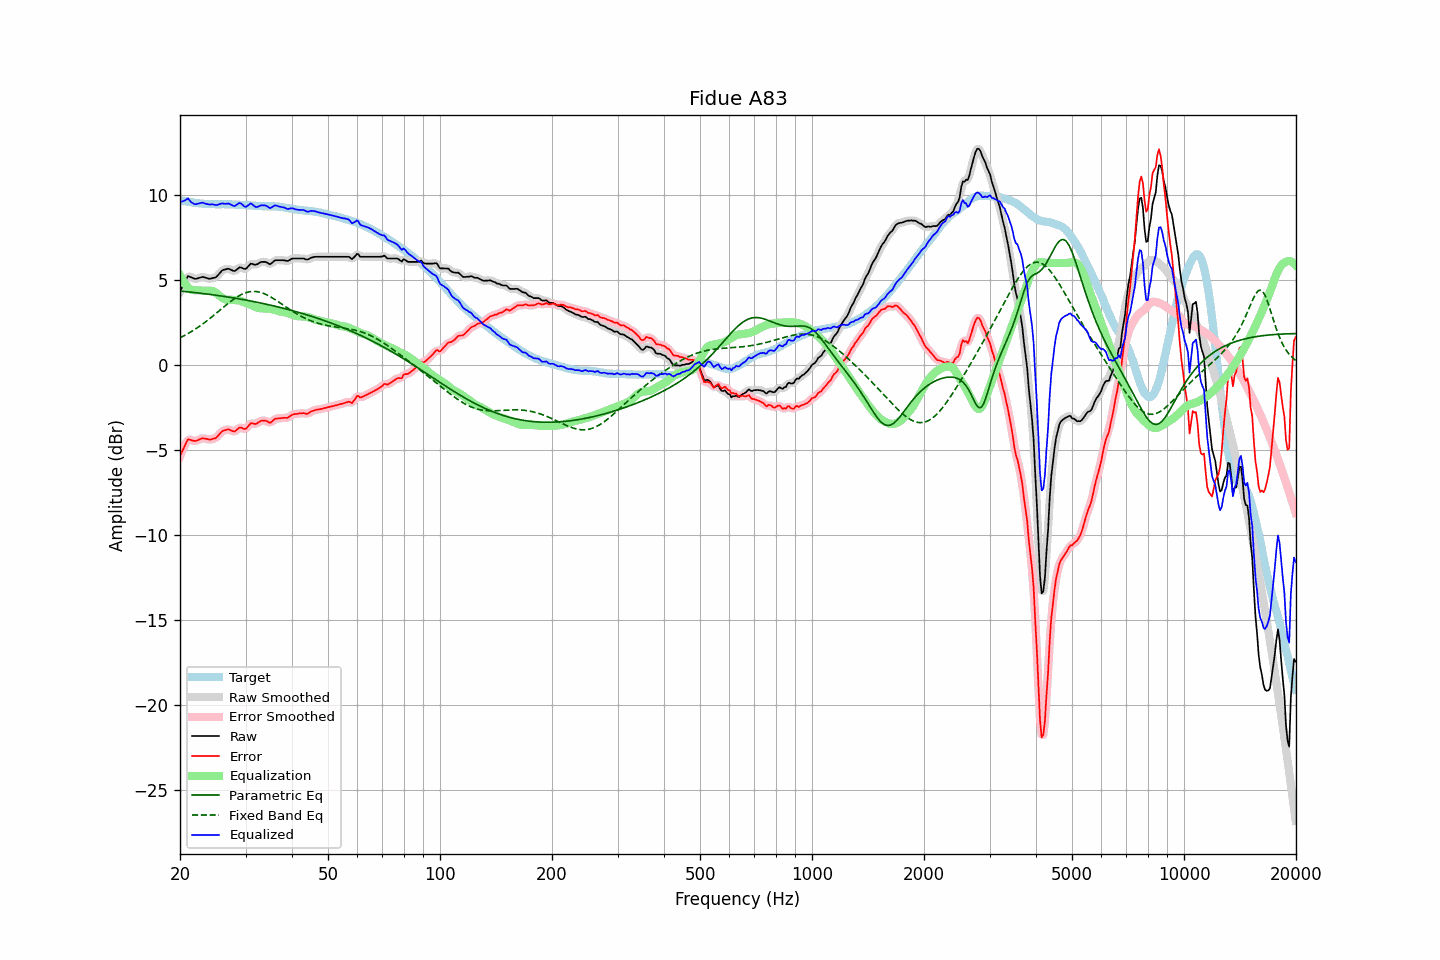 Fidue A83
Amplitude (dBr)
10
5
0
−5
−10
−15
−20
−25
Target
Raw Smoothed
Error Smoothed
Raw
Error
Equalization
Parametric Eq
Fixed Band Eq
Equalized
20 50 100 200 500 1000 2000 5000 10000 20000
Frequency (Hz)